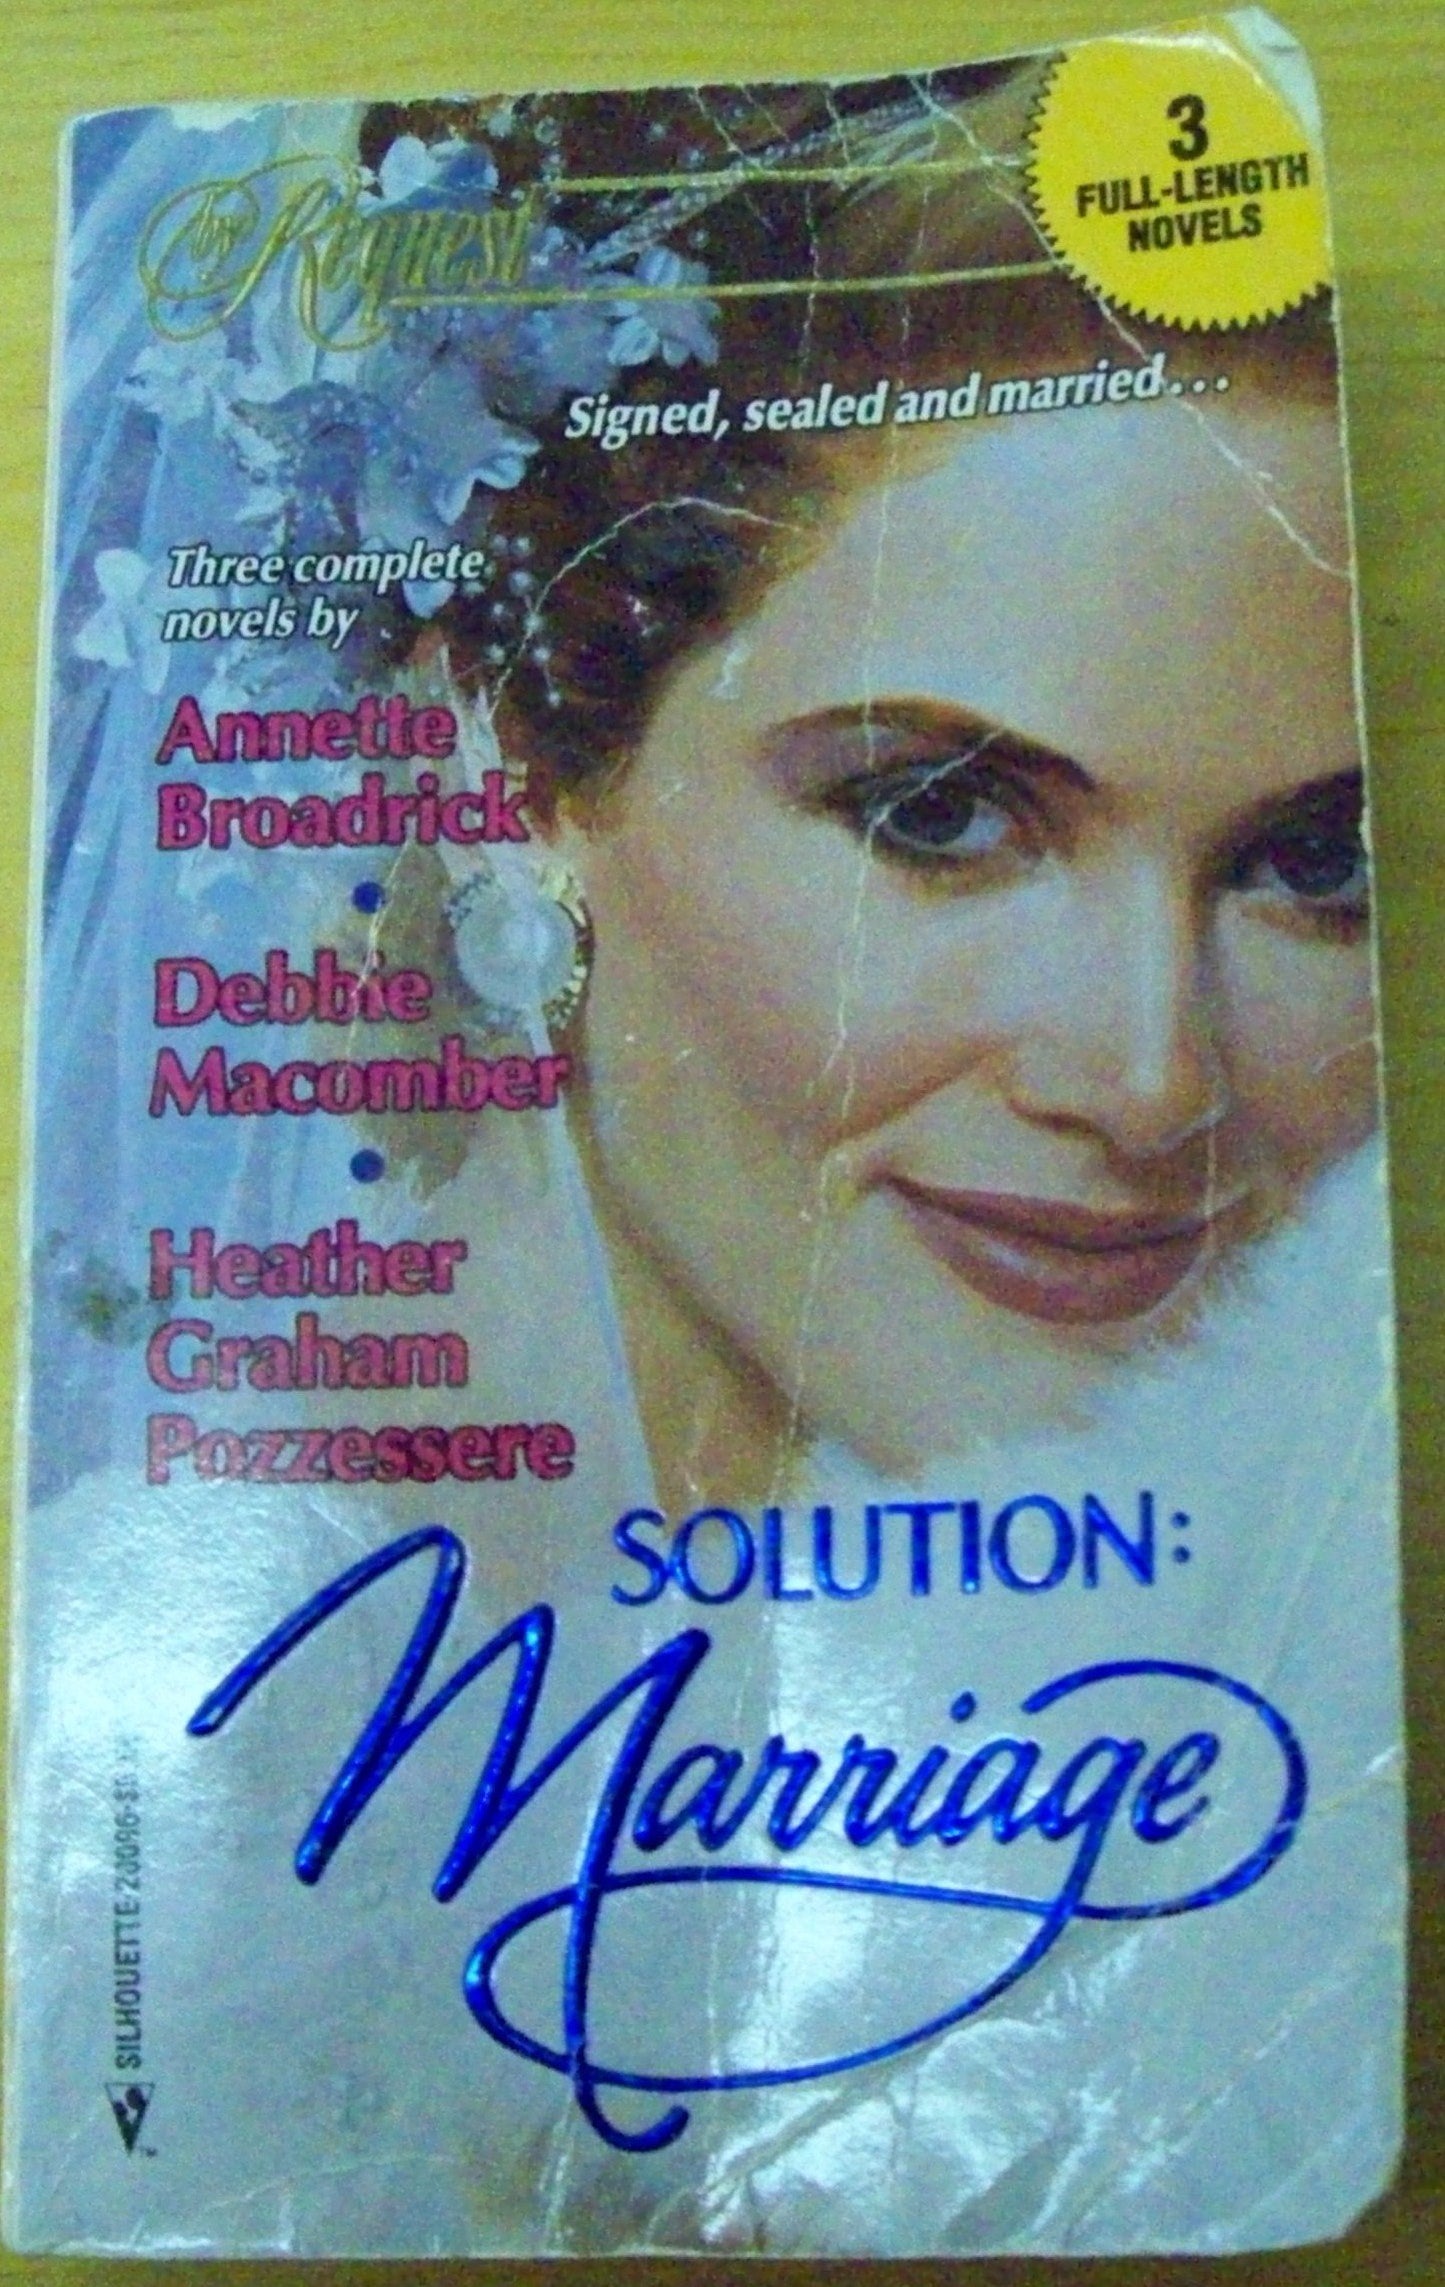 3
FULL-LENGTH
NOVELS
by Request
Signed, sealed and married...
Three complete
novels by
Annette
Broadrick
•
Debbie
Macomber
•
Heather
Graham
Pozzessere
SOLUTION:
Marriage
SILHOUETTE·20096·